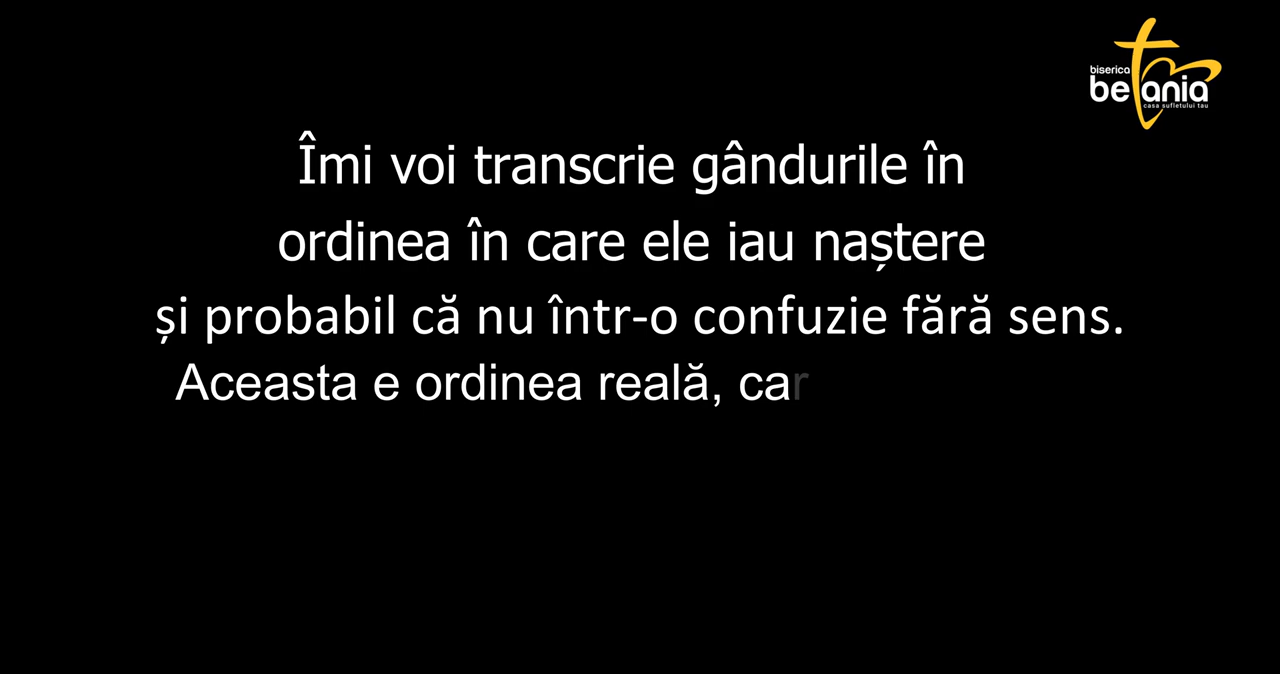 biserica
betania
casa sufletului tau
Îmi voi transcrie gândurile în
ordinea în care ele iau naștere
și probabil că nu într-o confuzie fără sens.
Aceasta e ordinea reală, car